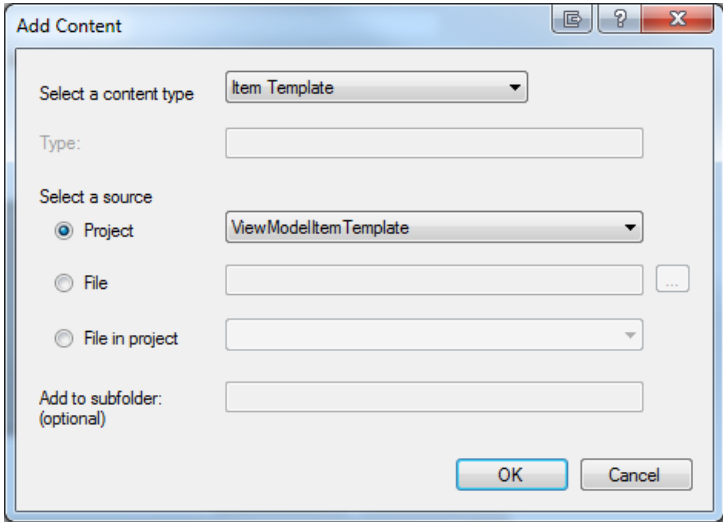 Add Content
?
Select a content type
Item Template
Type:
Select a source
Project
ViewModelItemTemplate
File
...
File in project
Add to subfolder:
(optional)
OK
Cancel